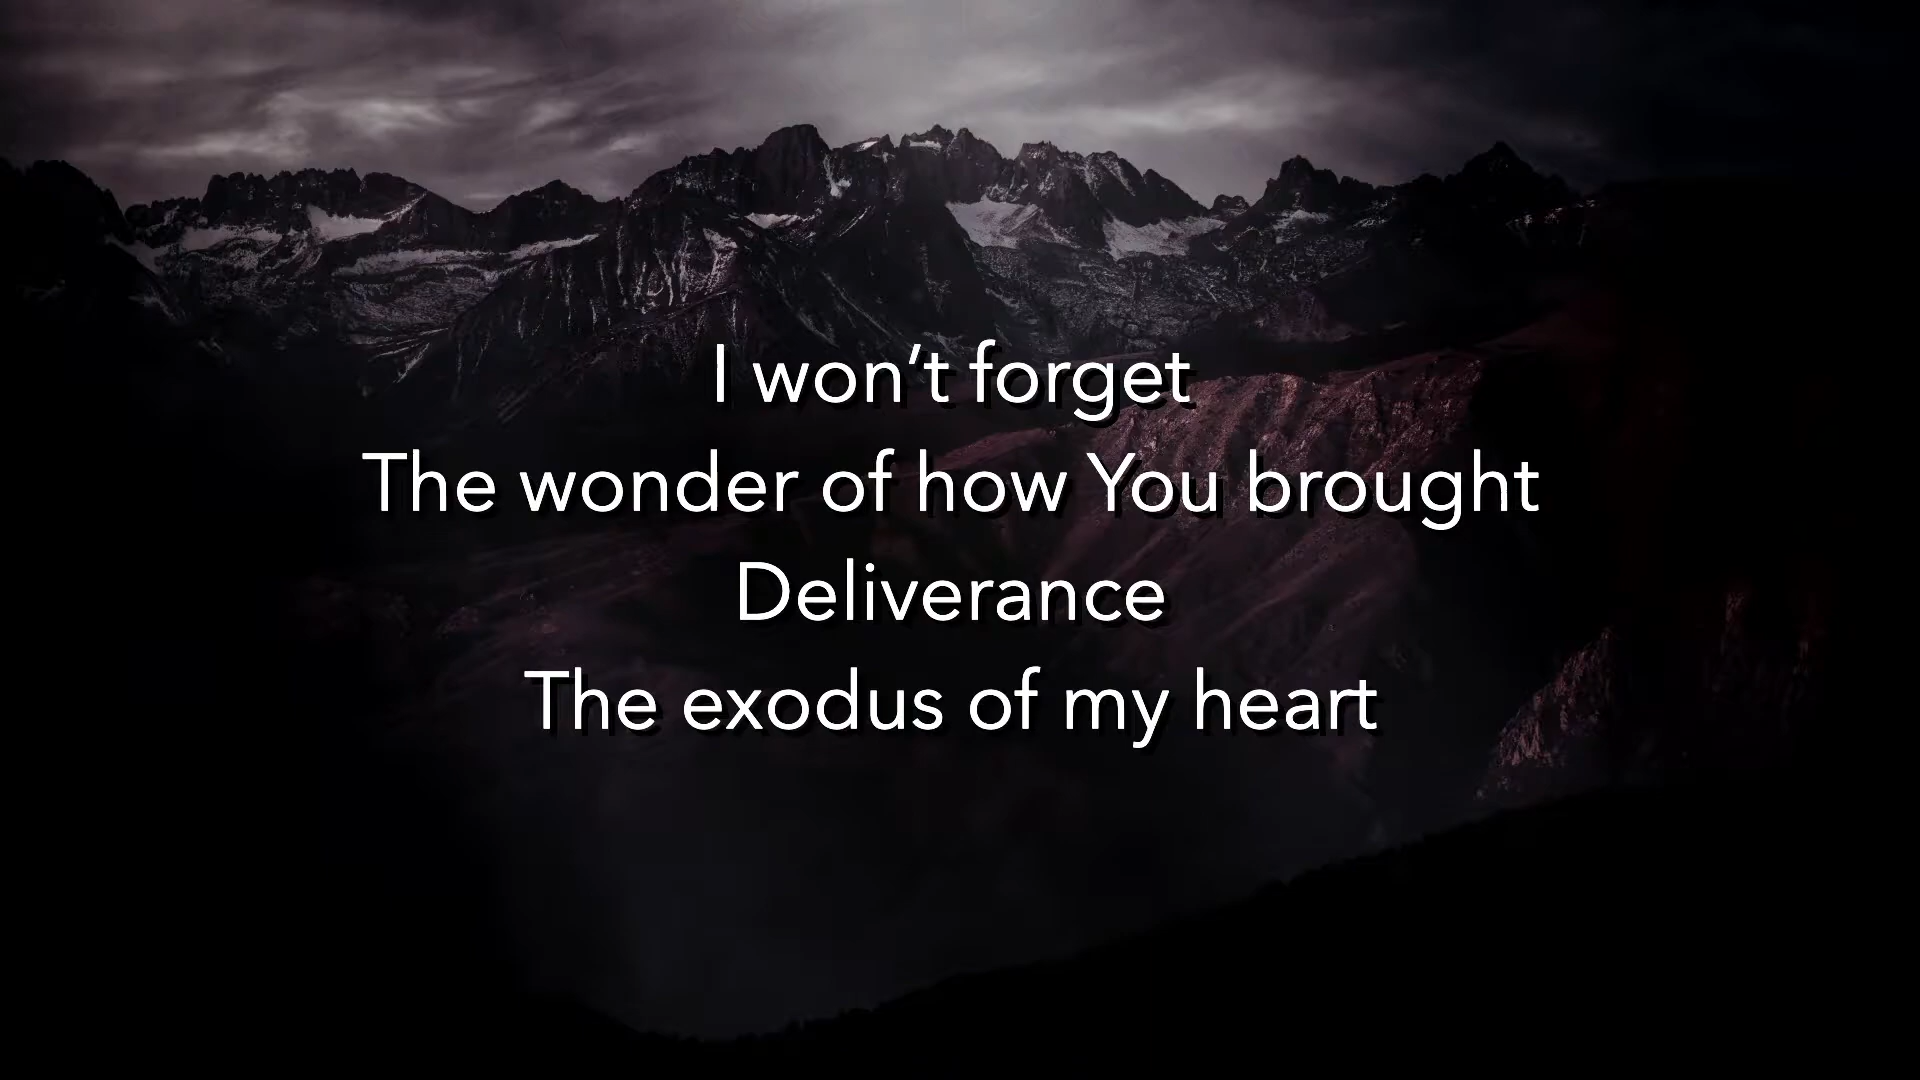 I won’t forget
The wonder of how You brought
Deliverance
The exodus of my heart